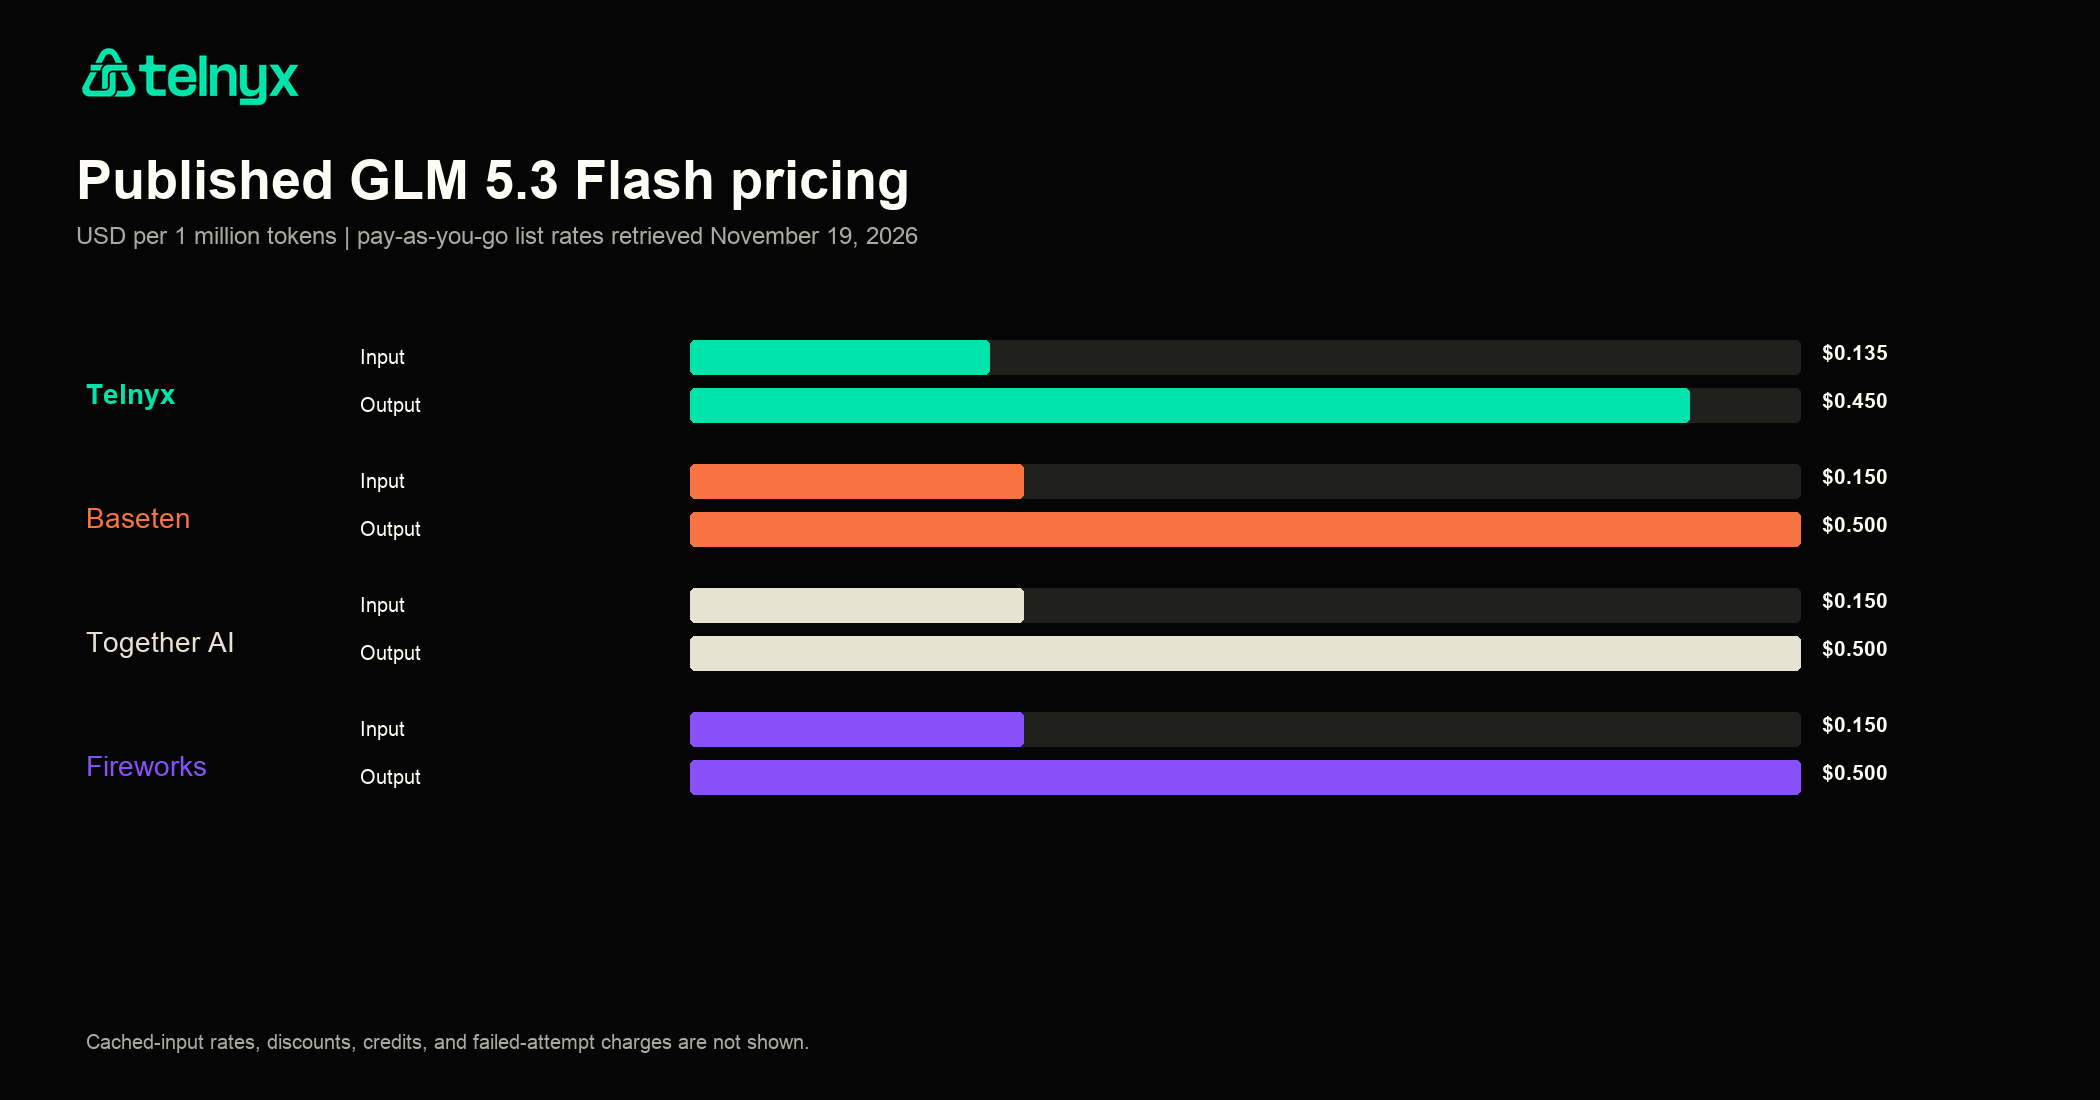 telnyx
Published GLM 5.3 Flash pricing
USD per 1 million tokens | pay-as-you-go list rates retrieved November 19, 2026
Telnyx
Input $0.135
Output $0.450
Baseten
Input $0.150
Output $0.500
Together AI
Input $0.150
Output $0.500
Fireworks
Input $0.150
Output $0.500
Cached-input rates, discounts, credits, and failed-attempt charges are not shown.